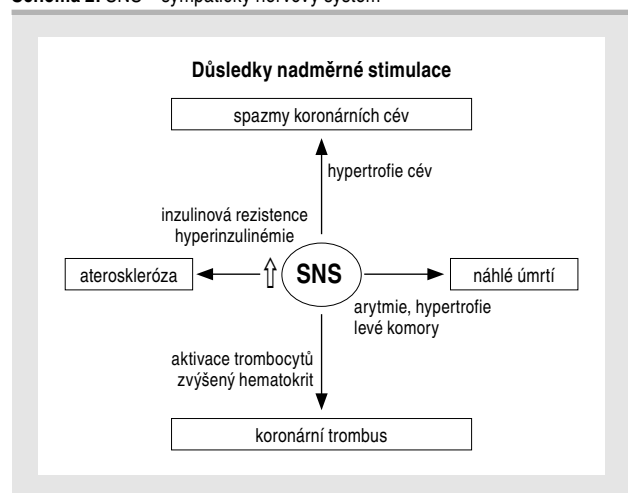 Schéma 2. SNS – sympatický nervový systém
Důsledky nadměrné stimulace
spazmy koronárních cév
hypertrofie cév
inzulinová rezistence
hyperinzulinémie
ateroskleróza
⇧ SNS
náhlé úmrtí
arytmie, hypertrofie
levé komory
aktivace trombocytů
zvýšený hematokrit
koronární trombus